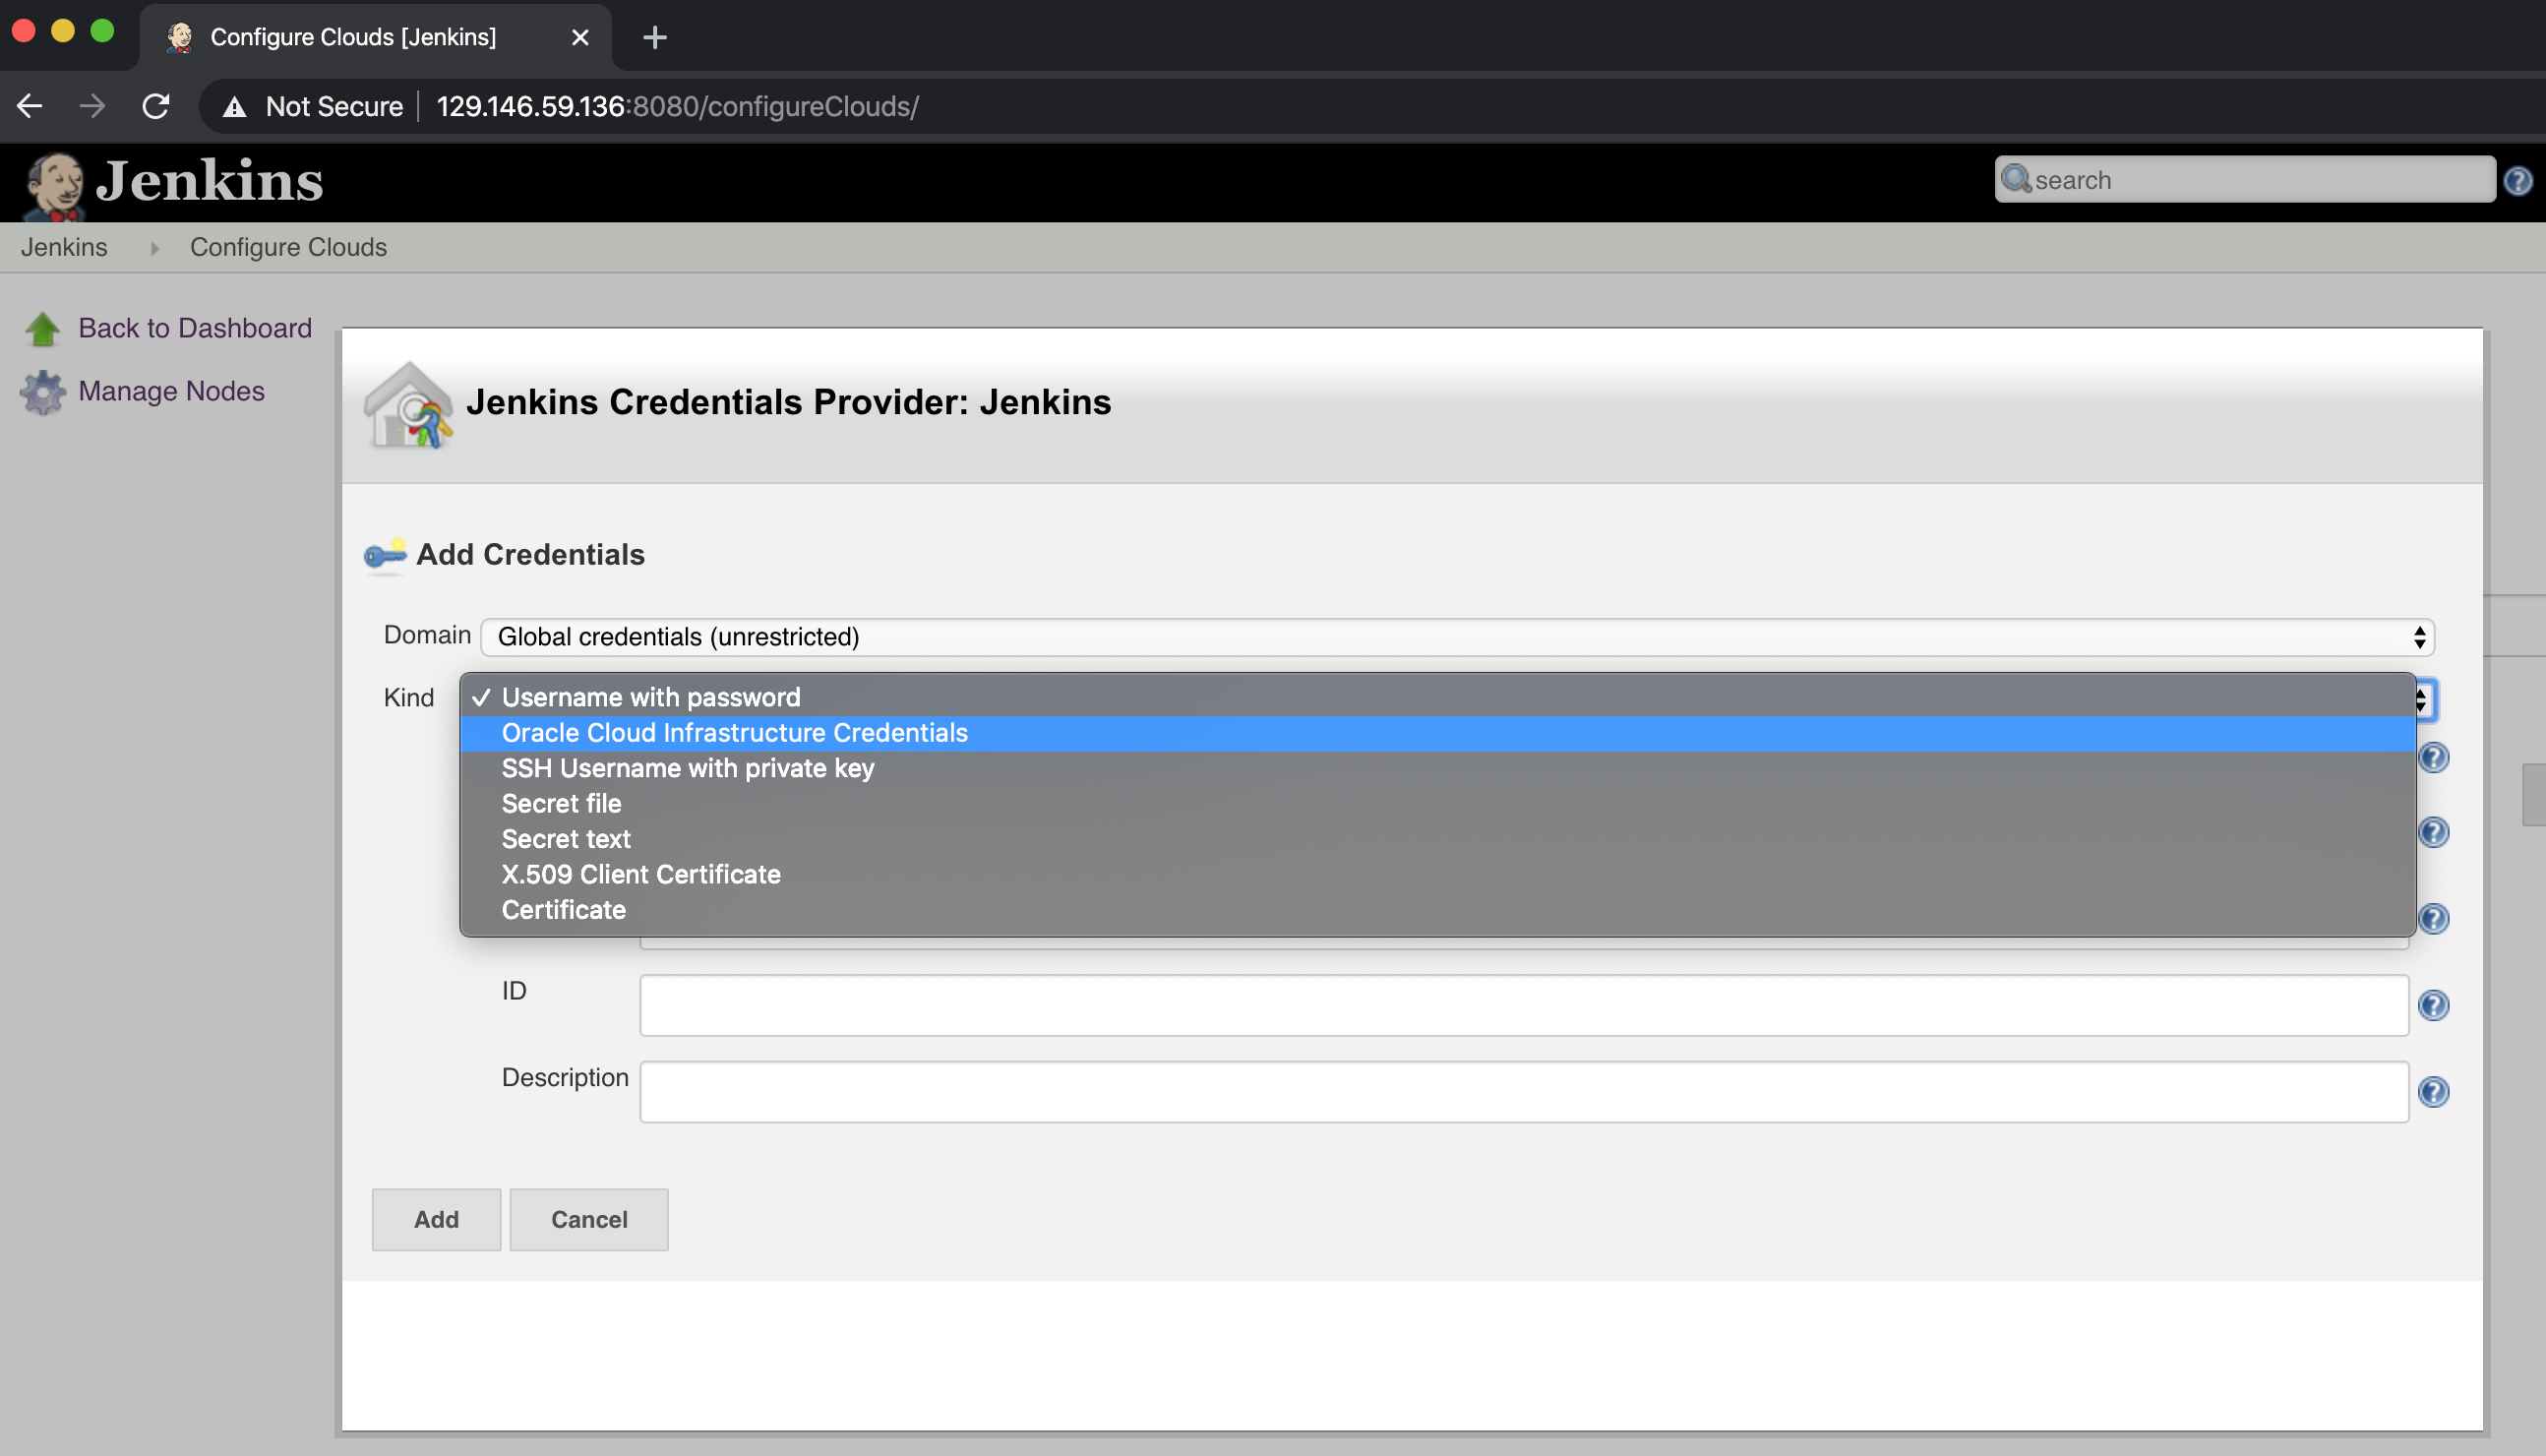 Configure Clouds [Jenkins]
Not Secure 129.146.59.136:8080/configureClouds/
Jenkins
search
Jenkins Configure Clouds
Back to Dashboard
Manage Nodes
Jenkins Credentials Provider: Jenkins
Add Credentials
Domain Global credentials (unrestricted)
Kind ✓ Username with password
Oracle Cloud Infrastructure Credentials
SSH Username with private key
Secret file
Secret text
X.509 Client Certificate
Certificate
ID
Description
Add Cancel